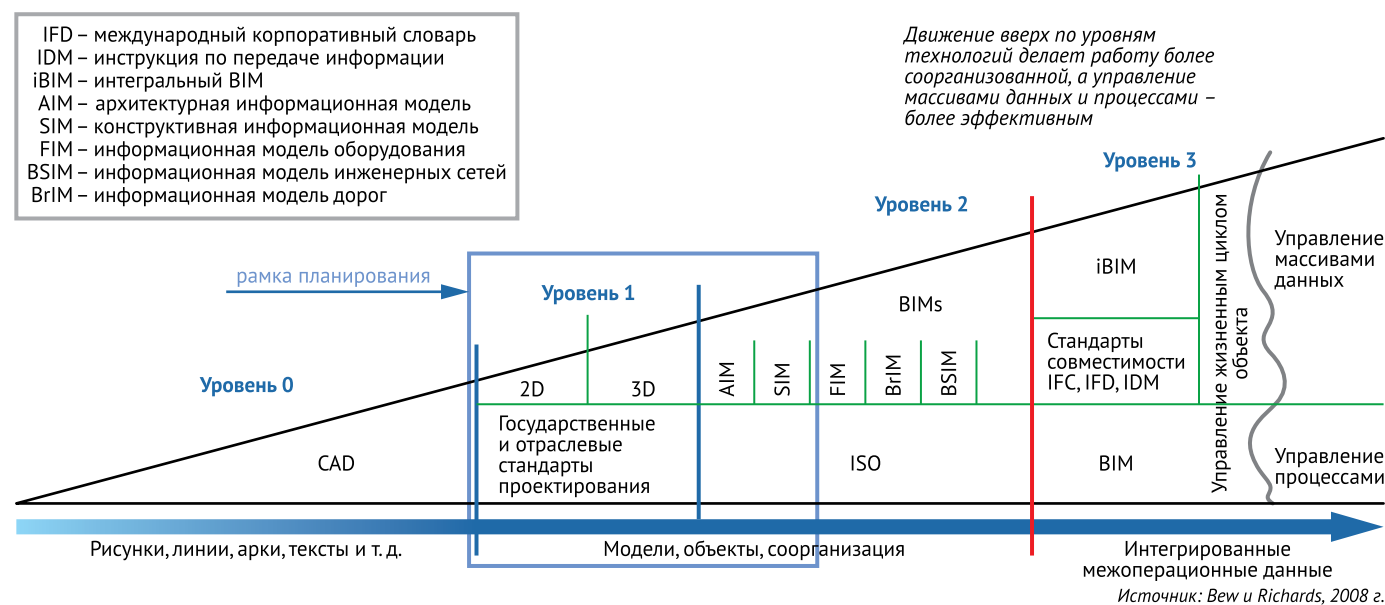 IFD – международный корпоративный словарь
IDM – инструкция по передаче информации
iBIM – интегральный BIM
AIM – архитектурная информационная модель
SIM – конструктивная информационная модель
FIM – информационная модель оборудования
BSIM – информационная модель инженерных сетей
BrIM – информационная модель дорог
Движение вверх по уровням
технологий делает работу более
соорганизованной, а управление
массивами данных и процессами –
более эффективным
Уровень 3
Уровень 2
рамка планирования
Уровень 1
Уровень 0
iBIM
Управление
массивами
данных
BIMs
Стандарты
совместимости
IFC, IFD, IDM
Управление жизненным циклом
объекта
2D
3D
AIM
SIM
FIM
BrIM
BSIM
CAD
Государственные
и отраслевые
стандарты
проектирования
ISO
BIM
Управление
процессами
Рисунки, линии, арки, тексты и т. д.
Модели, объекты, соорганизация
Интегрированные
межоперационные данные
Источник: Bew и Richards, 2008 г.